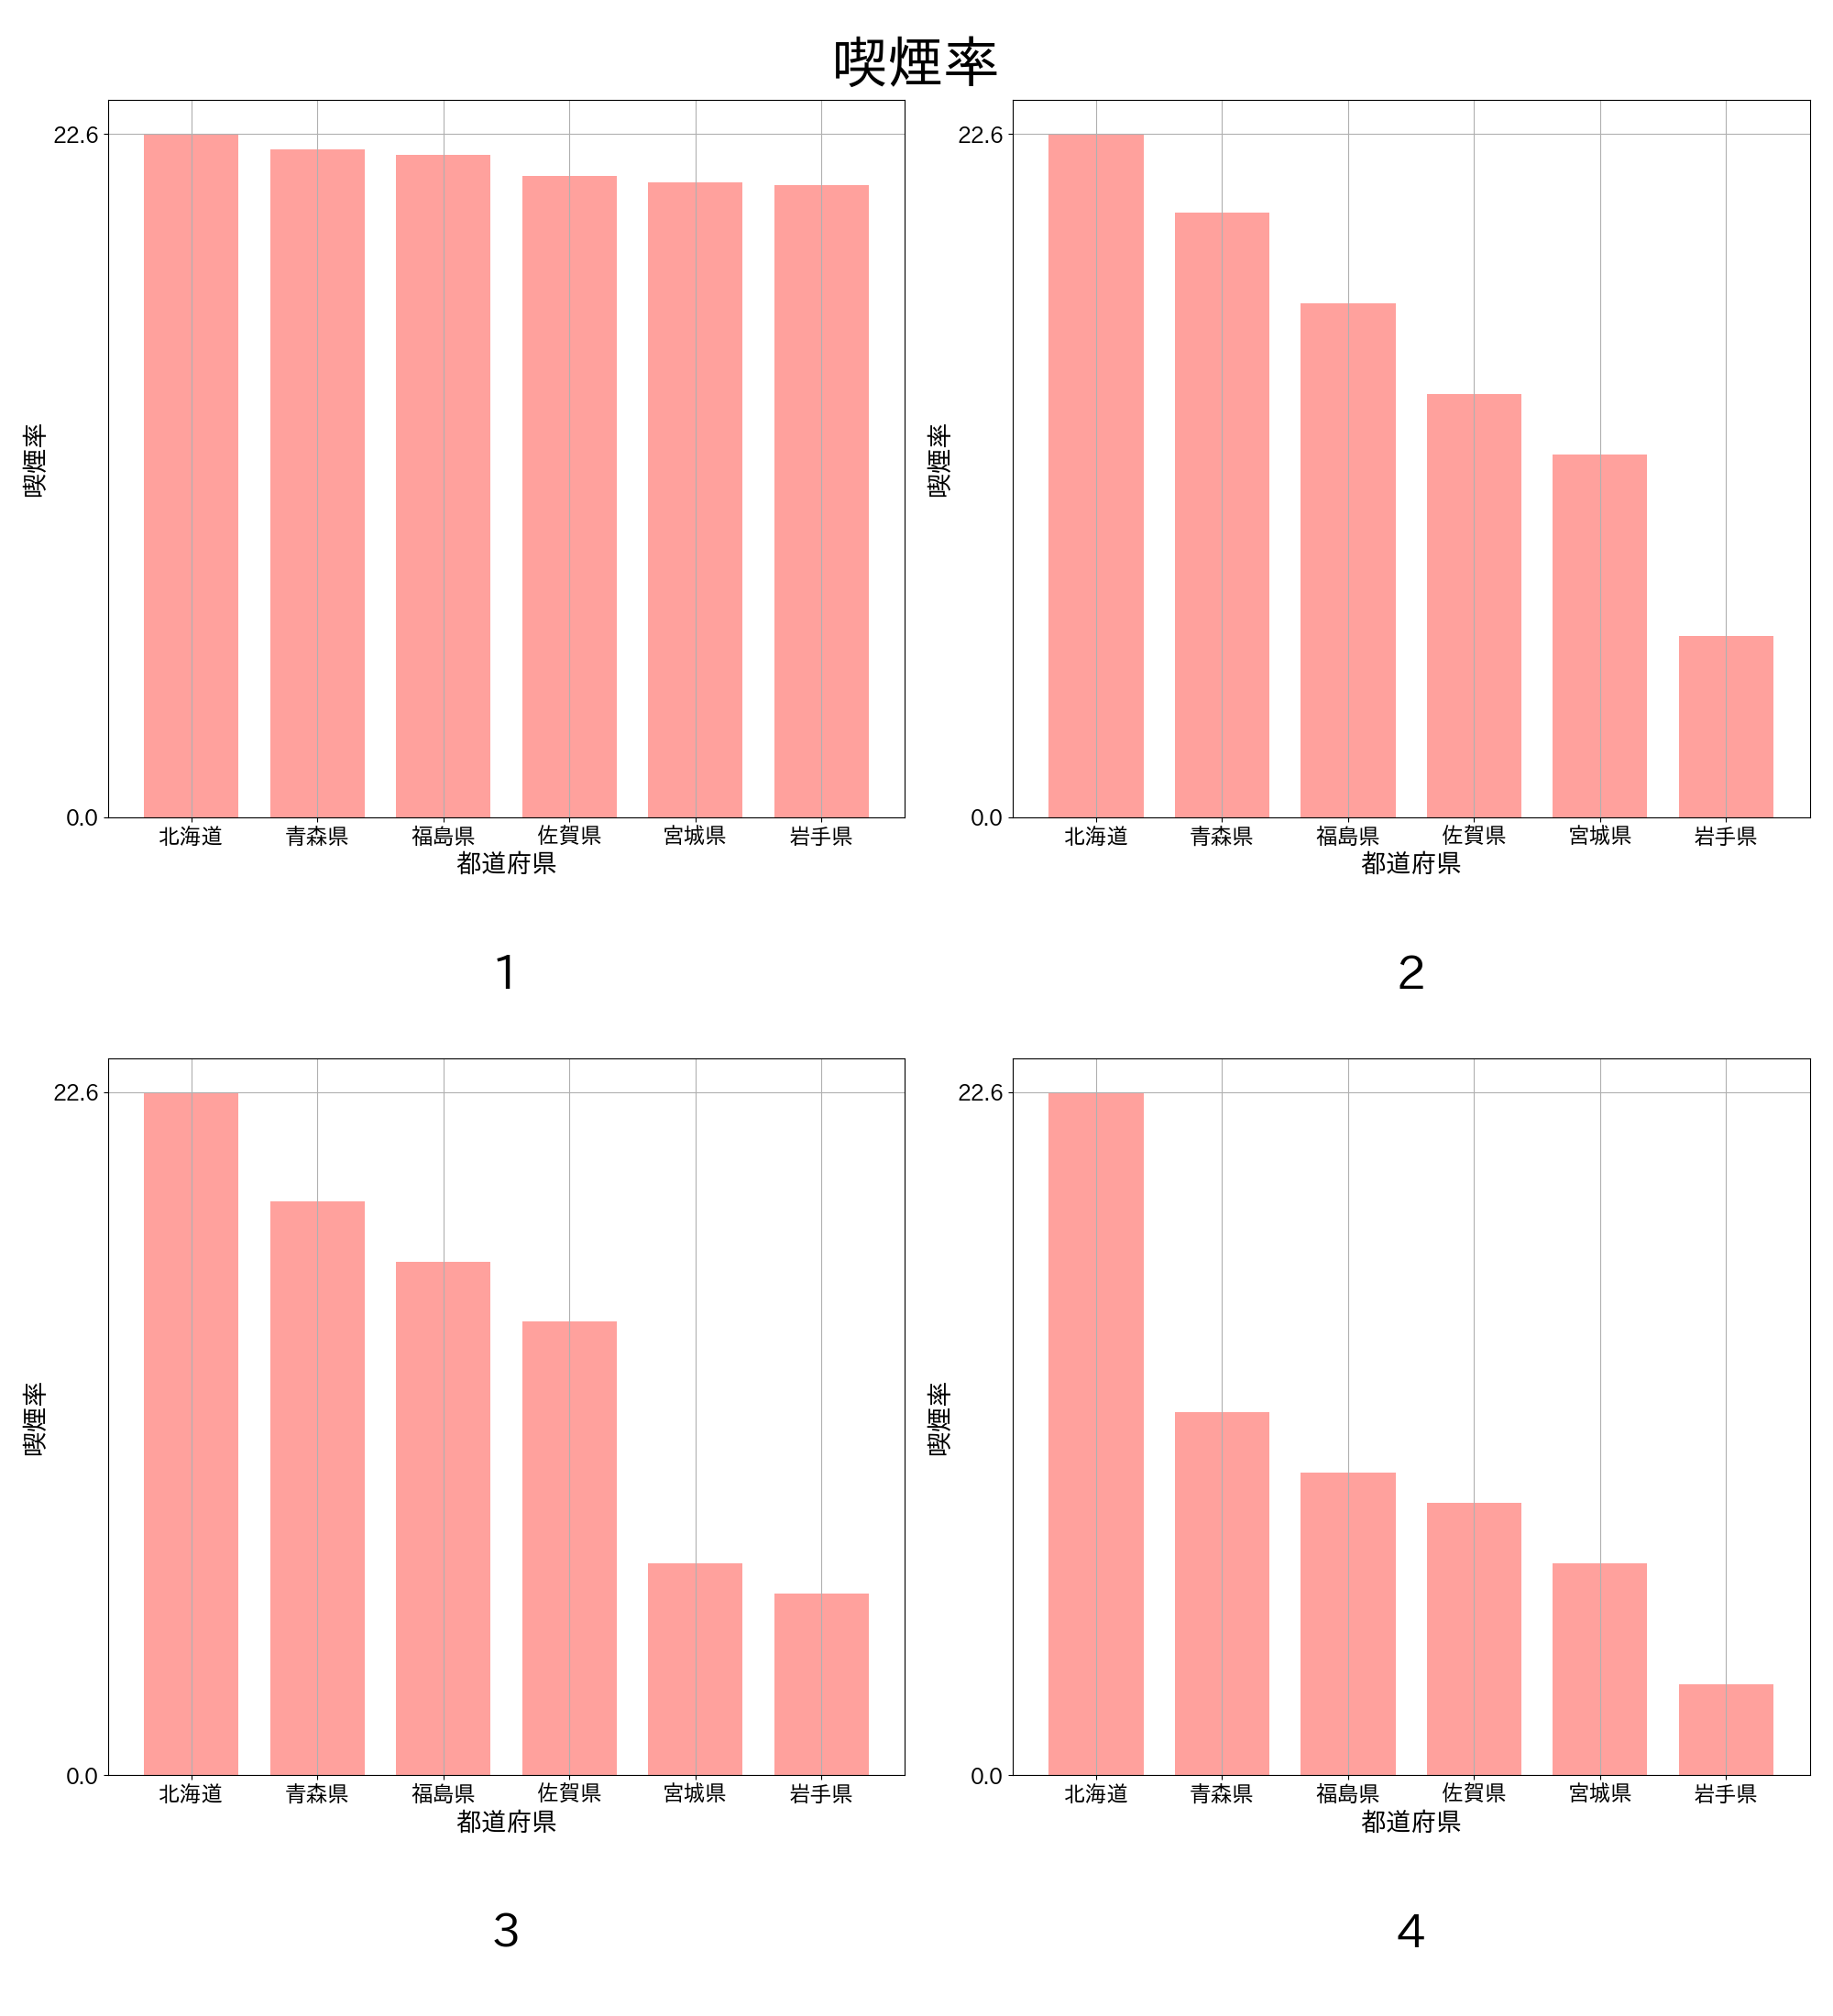 喫煙率
22.6
0.0
喫煙率
北海道 青森県 福島県 佐賀県 宮城県 岩手県
都道府県
1
22.6
0.0
喫煙率
北海道 青森県 福島県 佐賀県 宮城県 岩手県
都道府県
2
22.6
0.0
喫煙率
北海道 青森県 福島県 佐賀県 宮城県 岩手県
都道府県
3
22.6
0.0
喫煙率
北海道 青森県 福島県 佐賀県 宮城県 岩手県
都道府県
4